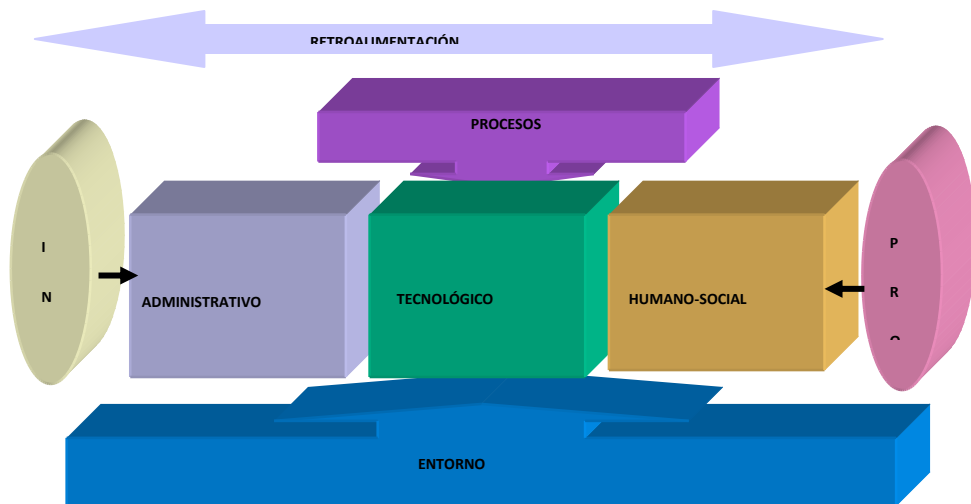 RETROALIMENTACIÓN
PROCESOS
I
N
ADMINISTRATIVO
TECNOLÓGICO
HUMANO-SOCIAL
P
R
O
ENTORNO